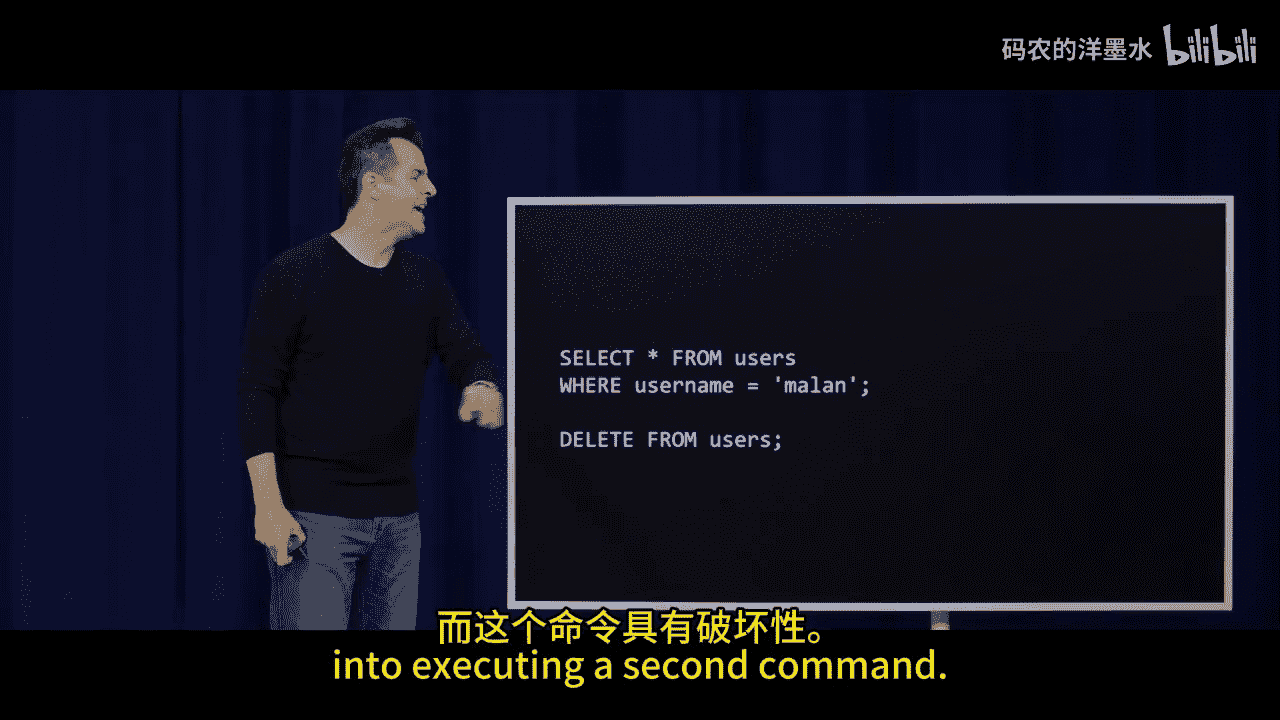 码农的洋墨水 bilibili
SELECT * FROM users
WHERE username = 'malan';
DELETE FROM users;
而这个命令具有破坏性。
into executing a second command.